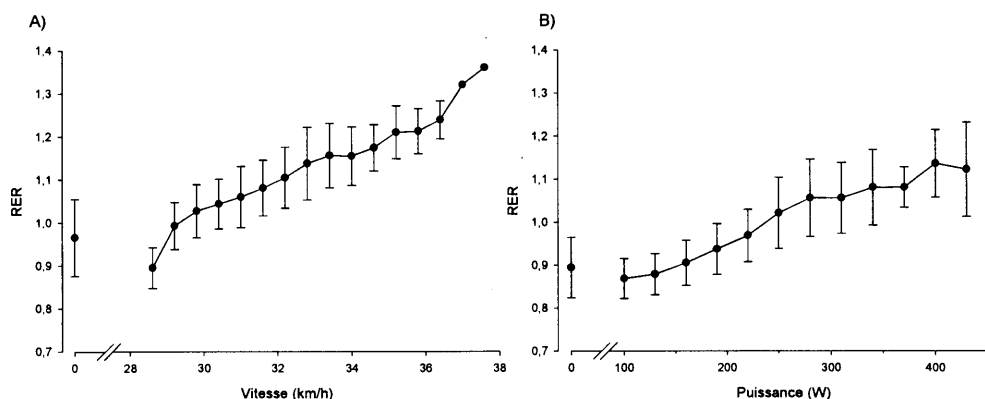 A)
RER
1,4
1,3
1,2
1,1
1,0
0,9
0,8
0,7
0 28 30 32 34 36 38
Vitesse (km/h)
B)
RER
1,4
1,3
1,2
1,1
1,0
0,9
0,8
0,7
0 100 200 300 400
Puissance (W)